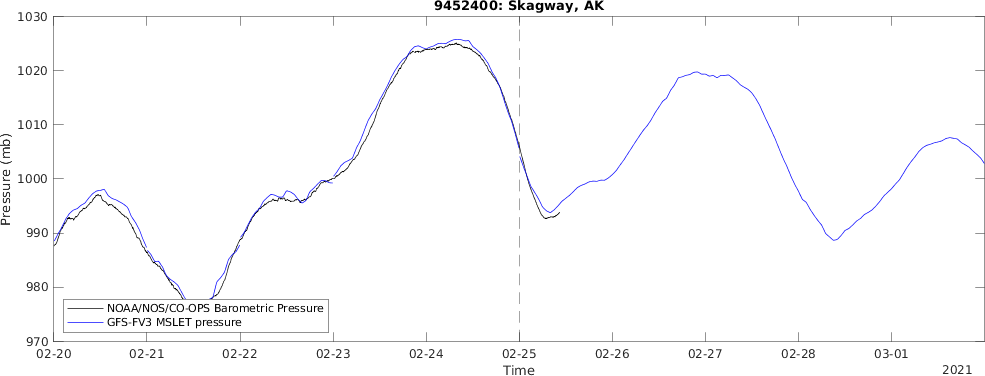 9452400: Skagway, AK
1030
1020
1010
1000
990
980
970
Pressure (mb)
NOAA/NOS/CO-OPS Barometric Pressure
GFS-FV3 MSLET pressure
02-20 02-21 02-22 02-23 02-24 02-25 02-26 02-27 02-28 03-01
Time
2021